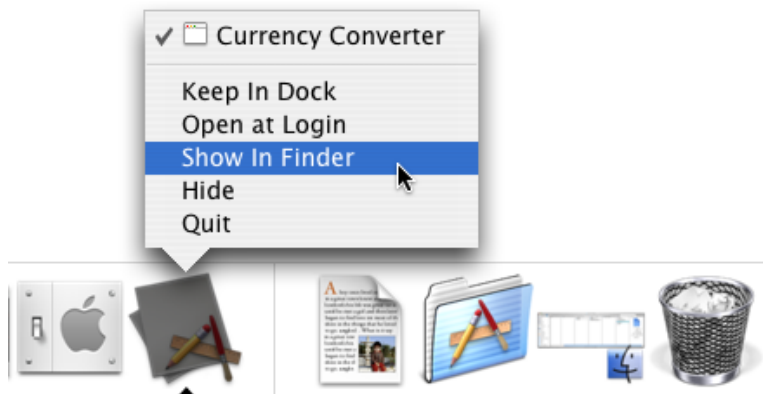 Currency Converter
Keep In Dock
Open at Login
Show In Finder
Hide
Quit